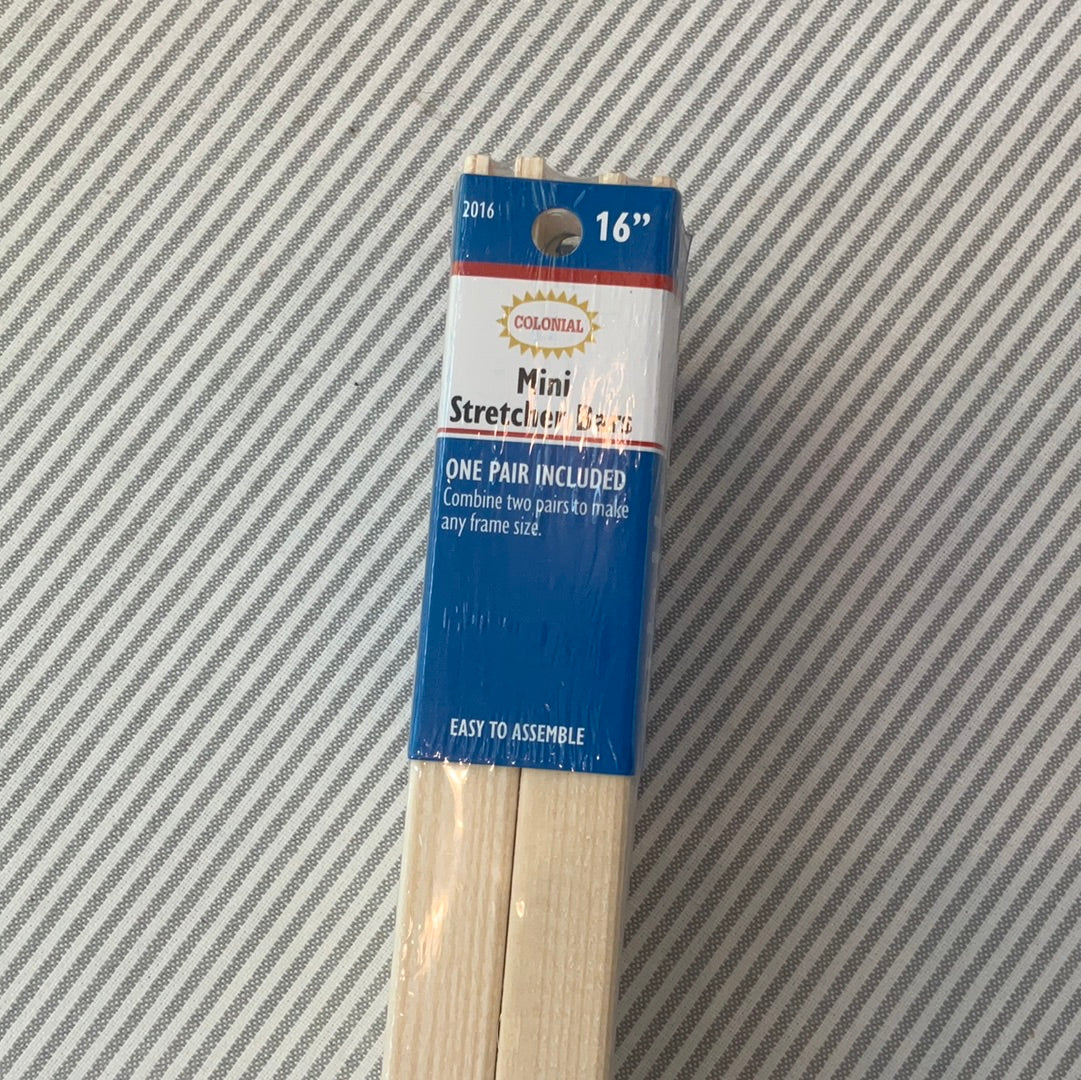 2016
16”
COLONIAL
Mini
Stretcher Bars
ONE PAIR INCLUDED
Combine two pairs to make
any frame size.
EASY TO ASSEMBLE